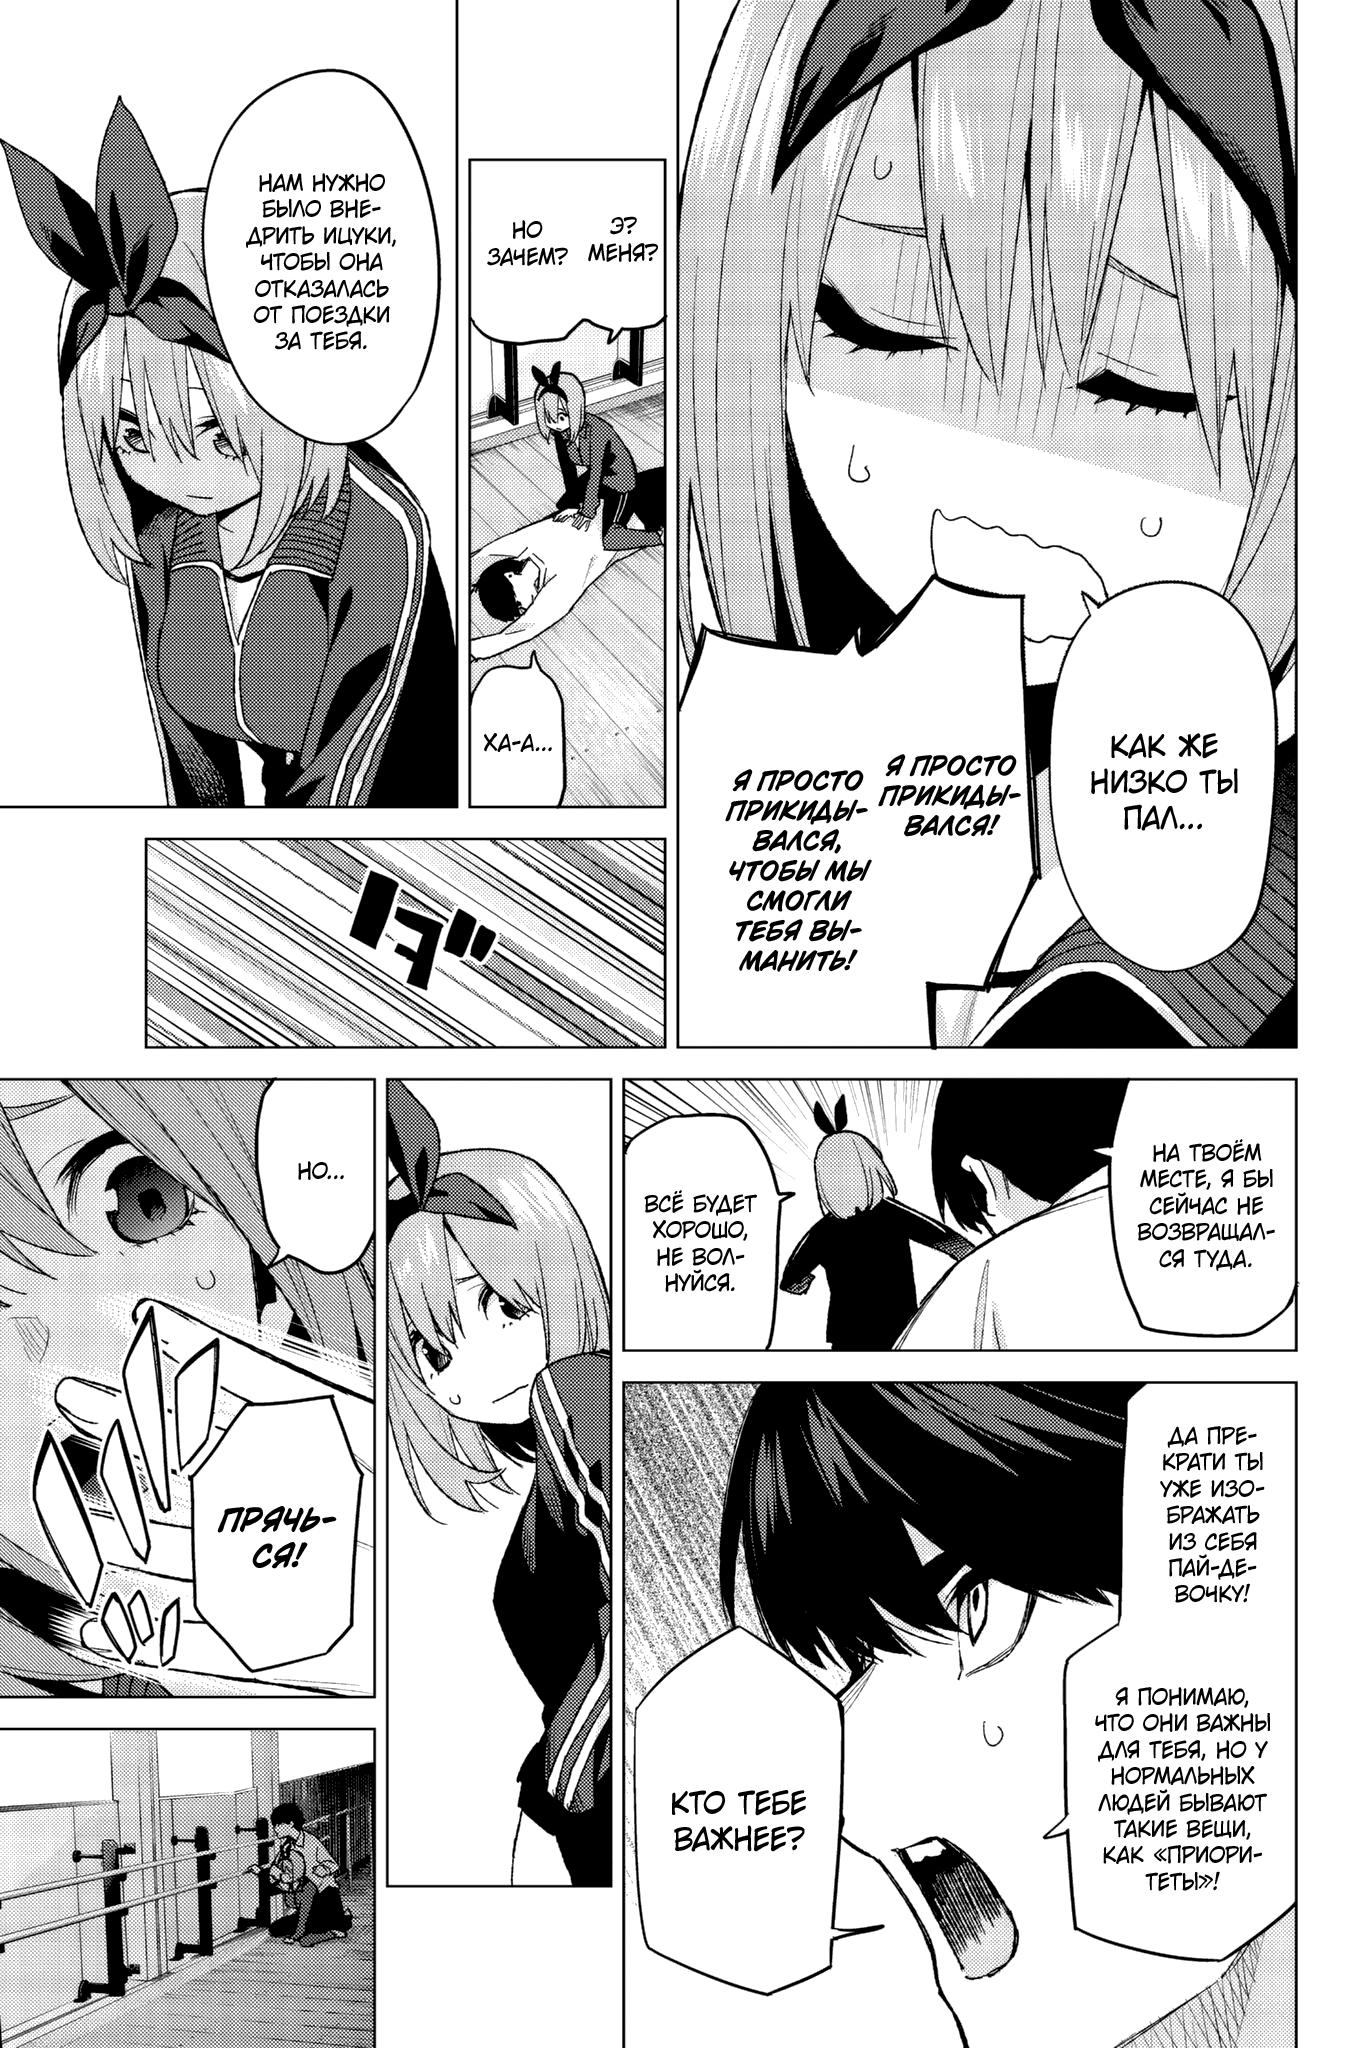 КАК ЖЕ
НИЗКО ТЫ
ПАЛ...
Я ПРОСТО
ПРИКИДЫ-
ВАЛСЯ!
Я ПРОСТО
ПРИКИДЫ-
ВАЛСЯ,
ЧТОБЫ МЫ
СМОГЛИ
ТЕБЯ ВЫ-
МАНИТЬ!
Э?
МЕНЯ?
НО
ЗАЧЕМ?
ХА-А...
НАМ НУЖНО
БЫЛО ВНЕ-
ДРИТЬ ИЦУКИ,
ЧТОБЫ ОНА
ОТКАЗАЛАСЬ
ОТ ПОЕЗДКИ
ЗА ТЕБЯ.
ダッ
НА ТВОЁМ
МЕСТЕ, Я БЫ
СЕЙЧАС НЕ
ВОЗВРАЩАЛ-
СЯ ТУДА.
ВСЁ БУДЕТ
ХОРОШО,
НЕ ВОЛ-
НУЙСЯ.
ДА ПРЕ-
КРАТИ ТЫ
УЖЕ ИЗО-
БРАЖАТЬ
ИЗ СЕБЯ
ПАЙ-ДЕ-
ВОЧКУ!
Я ПОНИМАЮ,
ЧТО ОНИ ВАЖНЫ
ДЛЯ ТЕБЯ, НО У
НОРМАЛЬНЫХ
ЛЮДЕЙ БЫВАЮТ
ТАКИЕ ВЕЩИ,
КАК «ПРИОРИ-
ТЕТЫ»!
КТО ТЕБЕ
ВАЖНЕЕ?
НО...
ПРЯЧЬ-
СЯ!